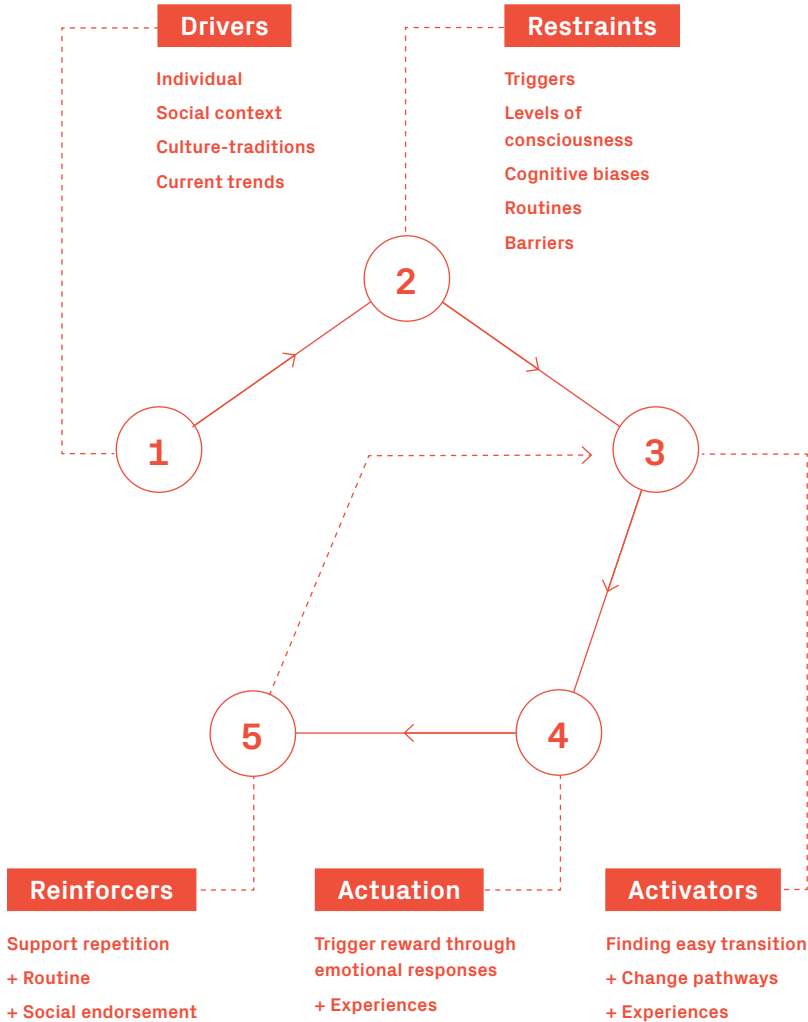 Drivers
Individual
Social context
Culture-traditions
Current trends
Restraints
Triggers
Levels of
consciousness
Cognitive biases
Routines
Barriers
2
1
3
5
4
Reinforcers
Support repetition
+ Routine
+ Social endorsement
Actuation
Trigger reward through
emotional responses
+ Experiences
Activators
Finding easy transition
+ Change pathways
+ Experiences